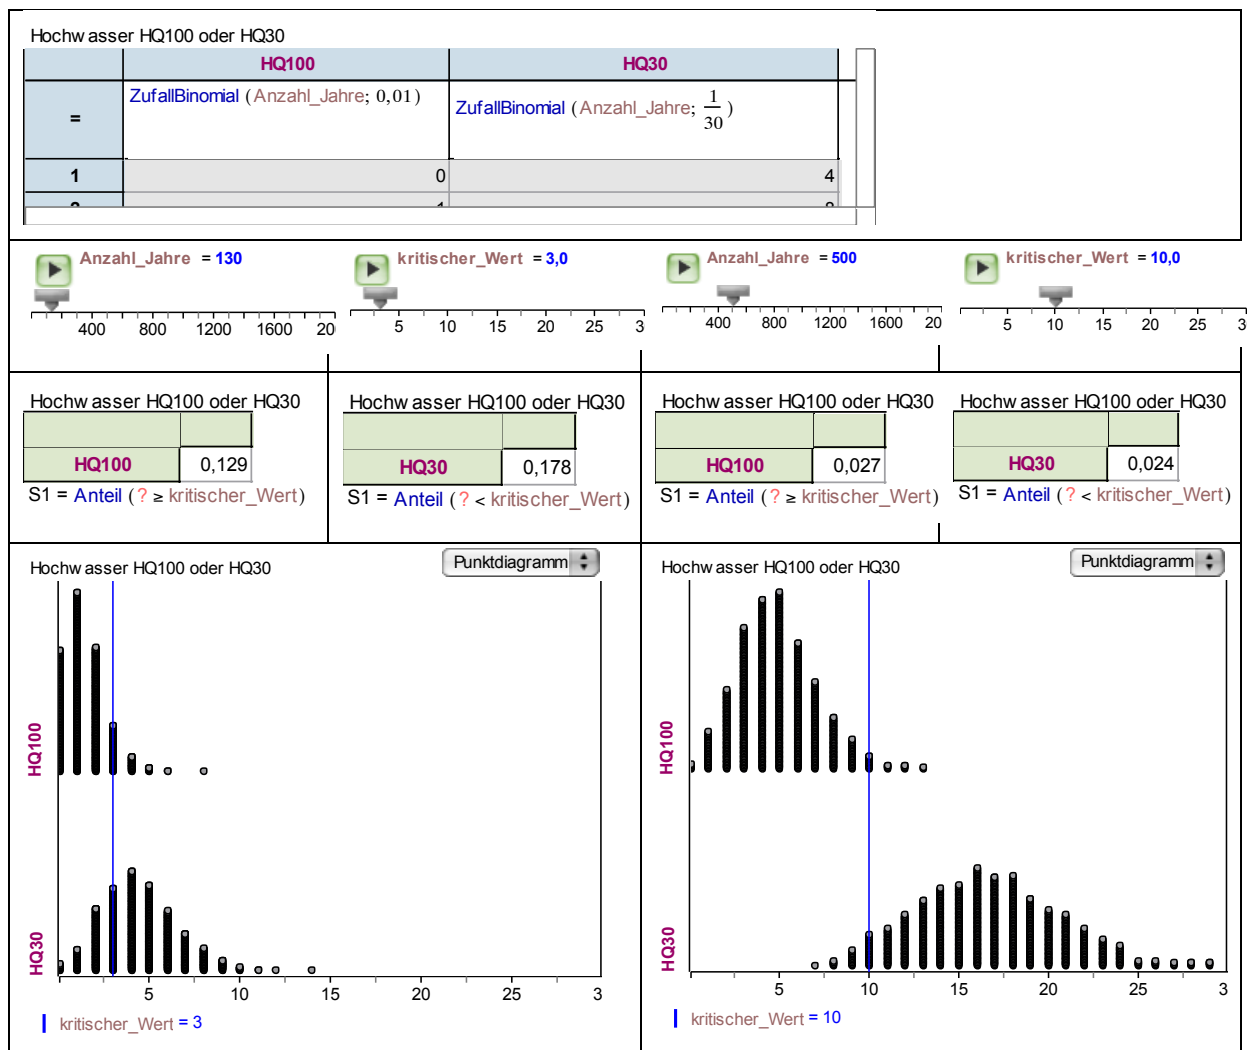 Hochwasser HQ100 oder HQ30
HQ100 HQ30
= ZufallBinomial (Anzahl_Jahre; 0,01) ZufallBinomial (Anzahl_Jahre; 1/30)
1 0 4
Anzahl_Jahre = 130 kritischer_Wert = 3,0 Anzahl_Jahre = 500 kritischer_Wert = 10,0
400 800 1200 1600 20 5 10 15 20 25 3 400 800 1200 1600 20 5 10 15 20 25 3
Hochwasser HQ100 oder HQ30 Hochwasser HQ100 oder HQ30 Hochwasser HQ100 oder HQ30 Hochwasser HQ100 oder HQ30
HQ100 0,129 HQ30 0,178 HQ100 0,027 HQ30 0,024
S1 = Anteil (? ≥ kritischer_Wert) S1 = Anteil (? < kritischer_Wert) S1 = Anteil (? ≥ kritischer_Wert) S1 = Anteil (? < kritischer_Wert)
Hochwasser HQ100 oder HQ30 Punktdiagramm
HQ100
HQ30
5 10 15 20 25 3
kritischer_Wert = 3
Hochwasser HQ100 oder HQ30 Punktdiagramm
HQ100
HQ30
5 10 15 20 25 3
kritischer_Wert = 10